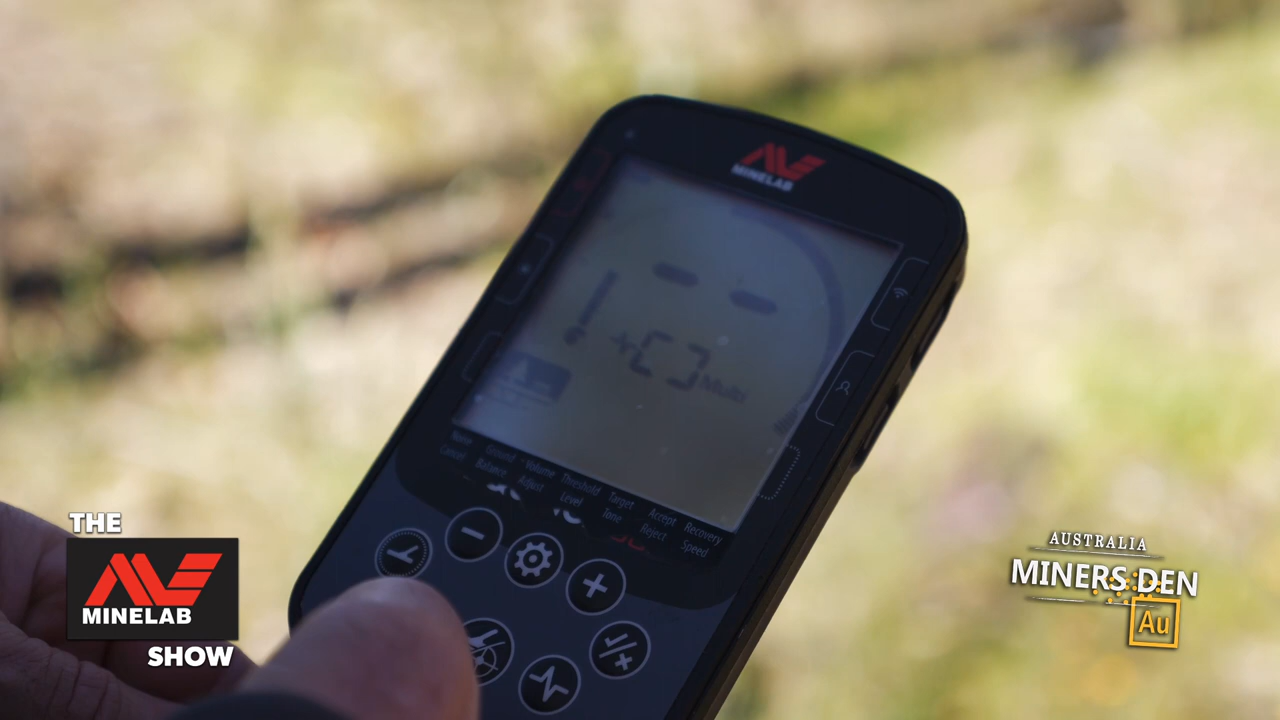 MINELAB
Multi
Noise Cancel
Ground Balance
Volume Adjust
Threshold Level
Target Tone
Accept Reject
Recovery Speed
THE
MINELAB
SHOW
AUSTRALIA
MINERS DEN
Au